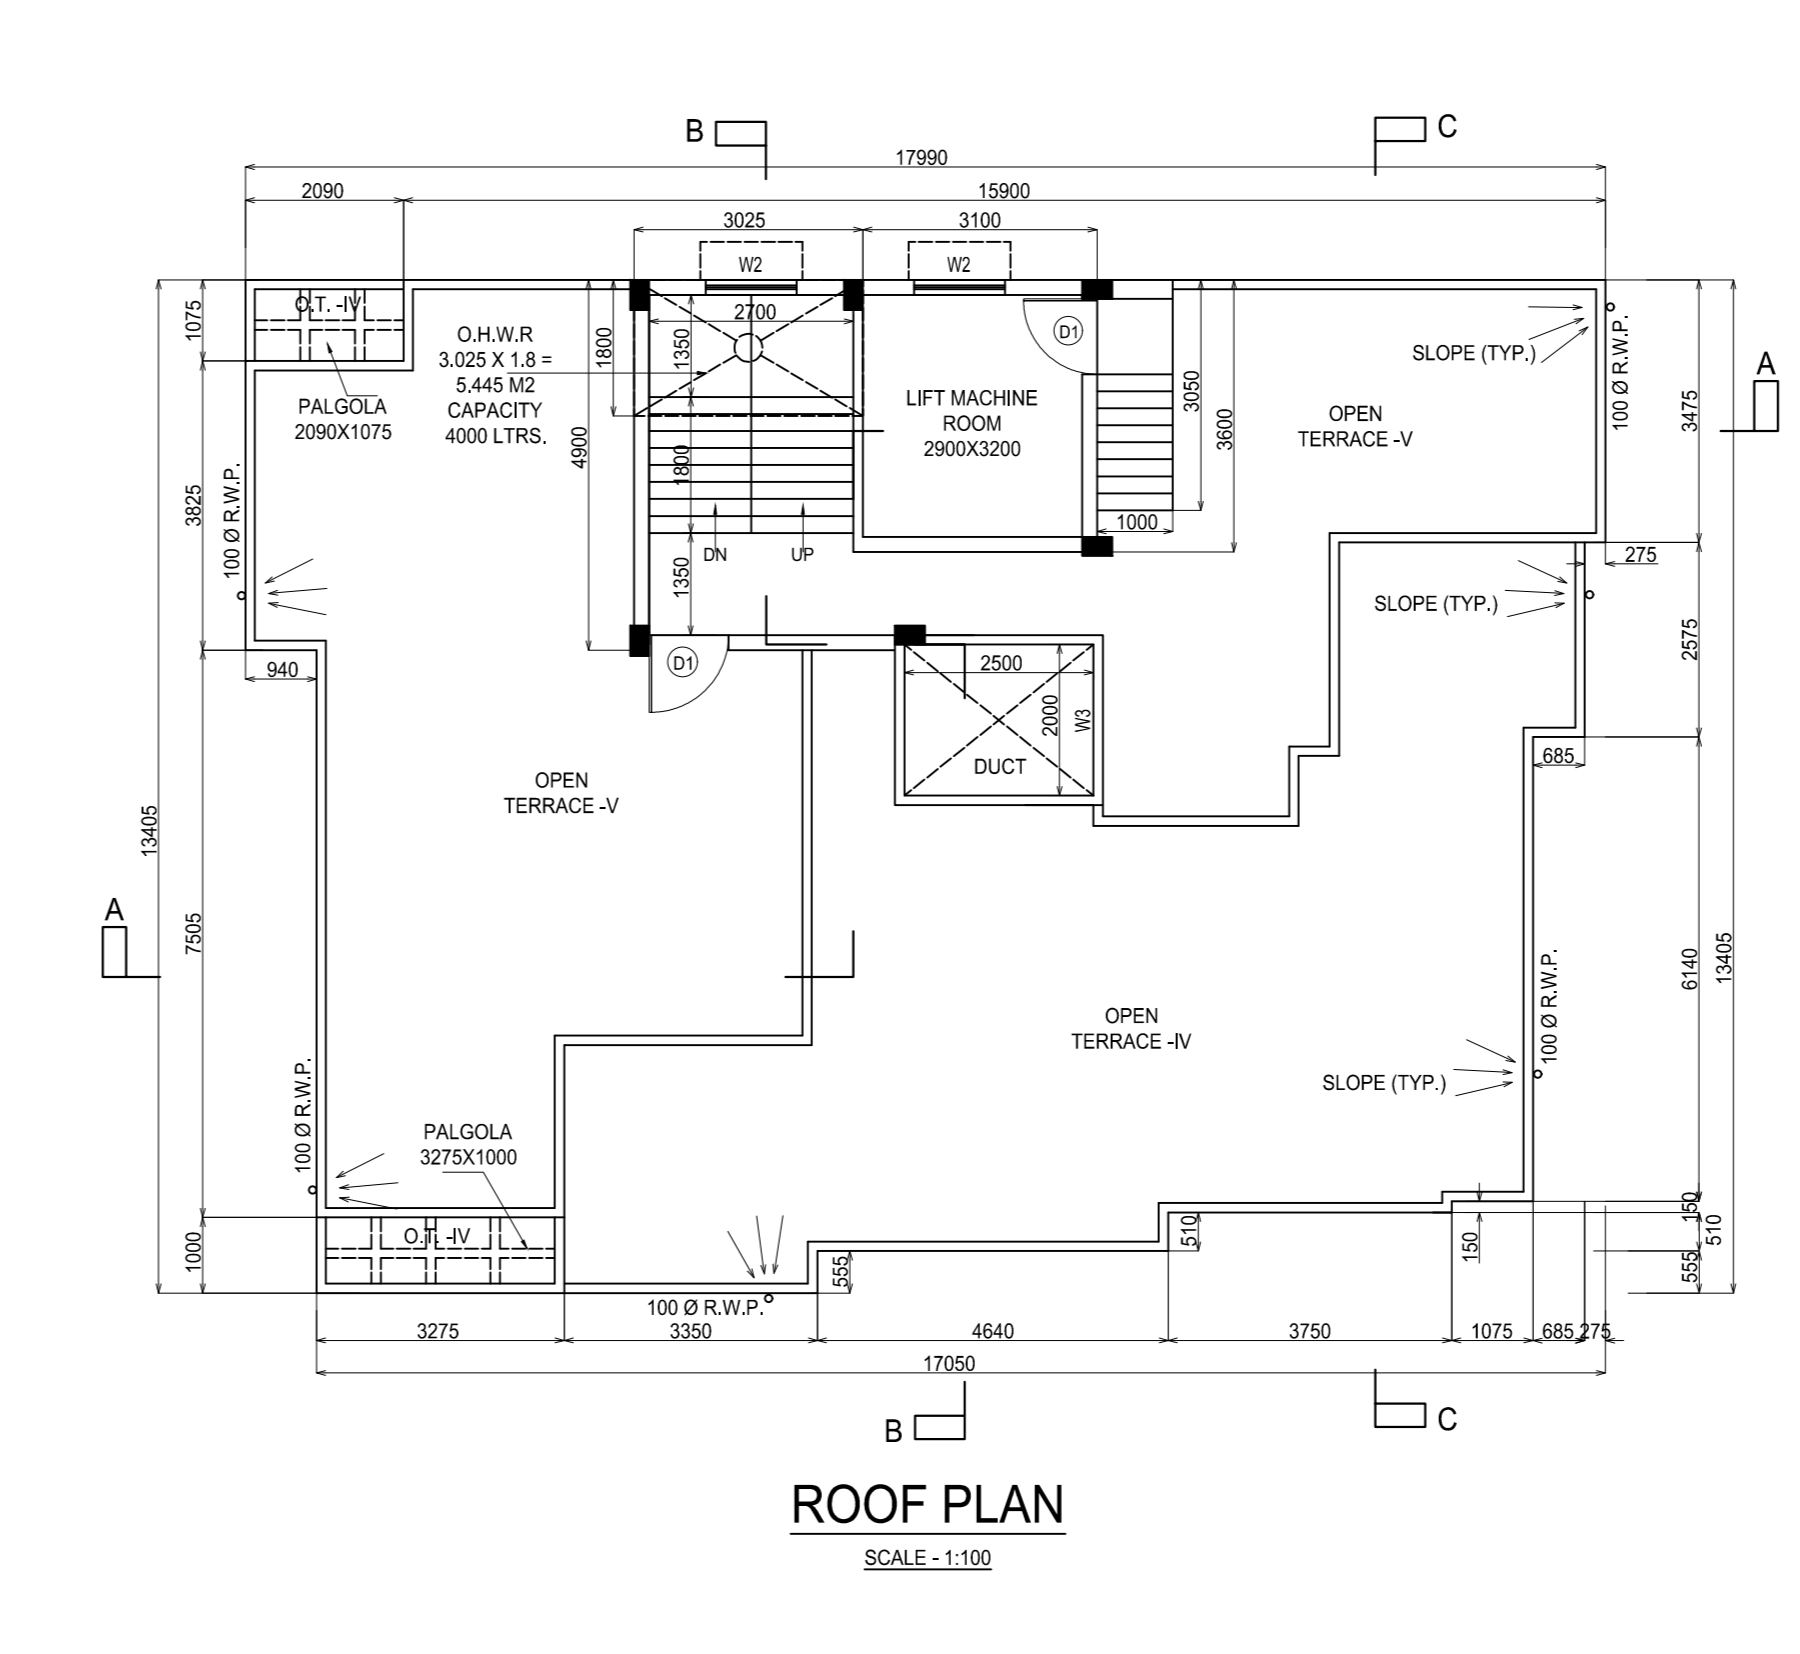 B
C
17990
2090
15900
3025
3100
W2
W2
O.T. -IV
1075
2700
O.H.W.R
3.025 X 1.8 =
5.445 M2
CAPACITY
4000 LTRS.
1800
1350
D1
SLOPE (TYP.)
100 Ø R.W.P.
A
PALGOLA
2090X1075
LIFT MACHINE
ROOM
2900X3200
3050
3600
OPEN
TERRACE -V
3475
4900
1800
3825
100 Ø R.W.P.
1000
DN
UP
275
1350
SLOPE (TYP.)
2575
940
D1
2500
2000
W3
DUCT
685
OPEN
TERRACE -V
13405
A
7505
6140
13405
100 Ø R.W.P.
OPEN
TERRACE -IV
SLOPE (TYP.)
100 Ø R.W.P.
PALGOLA
3275X1000
O.T. -IV
1000
510
150
150
510
555
555
100 Ø R.W.P.
3275
3350
4640
3750
1075
685
275
17050
B
C
ROOF PLAN
SCALE - 1:100